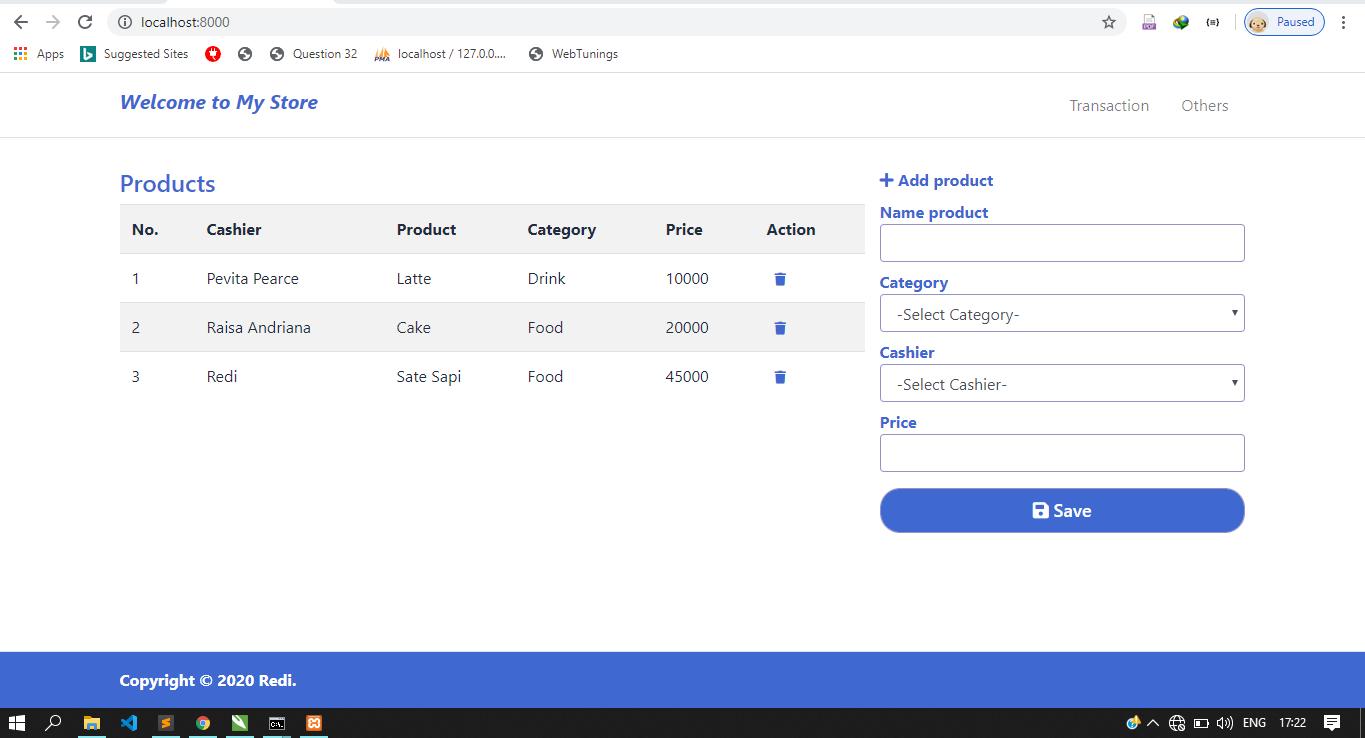 localhost:8000
Paused
Apps Suggested Sites Question 32 localhost / 127.0.0.... WebTunings
Welcome to My Store
Transaction Others
Products
No. Cashier Product Category Price Action
1 Pevita Pearce Latte Drink 10000
2 Raisa Andriana Cake Food 20000
3 Redi Sate Sapi Food 45000
Add product
Name product
Category
-Select Category-
Cashier
-Select Cashier-
Price
Save
Copyright © 2020 Redi.
ENG 17:22